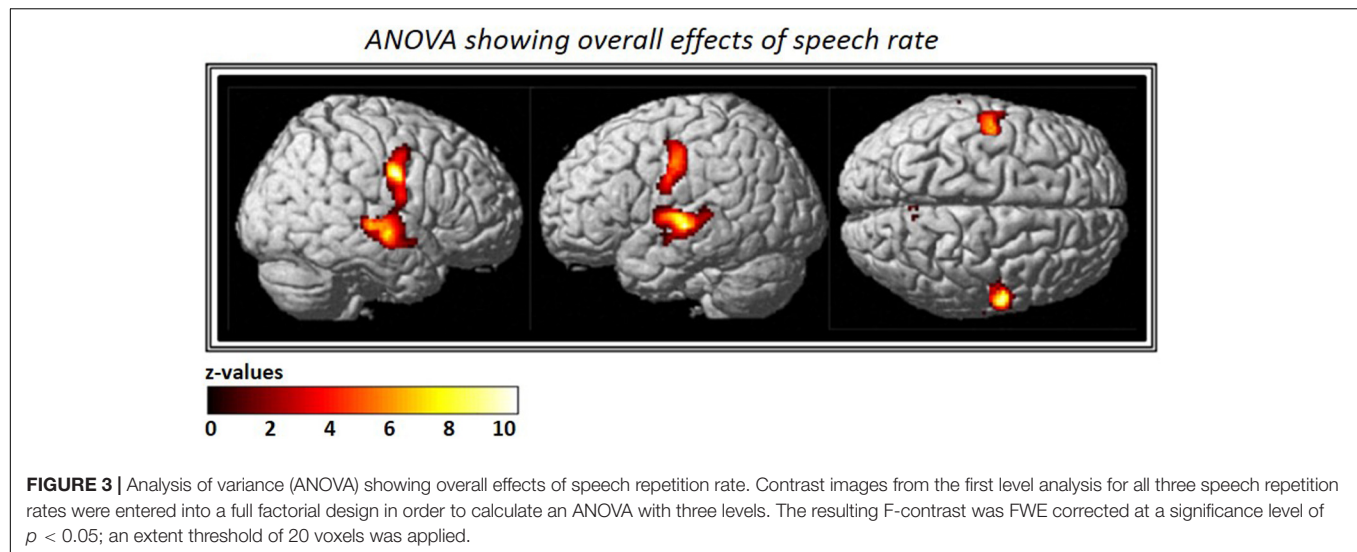 ANOVA showing overall effects of speech rate
z-values
0 2 4 6 8 10
FIGURE 3 | Analysis of variance (ANOVA) showing overall effects of speech repetition rate. Contrast images from the first level analysis for all three speech repetition
rates were entered into a full factorial design in order to calculate an ANOVA with three levels. The resulting F-contrast was FWE corrected at a significance level of
p < 0.05; an extent threshold of 20 voxels was applied.